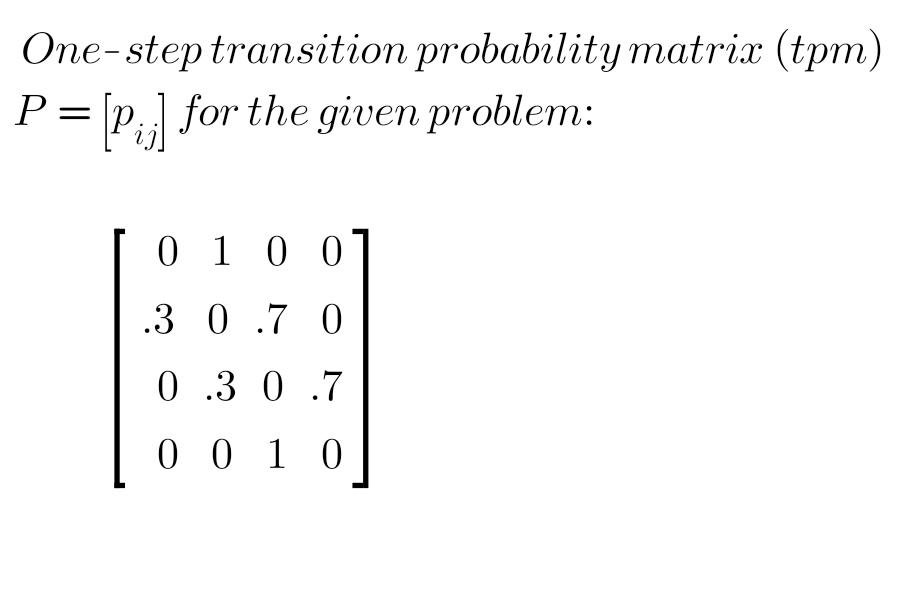 One-step transition probability matrix (tpm)
P = [p_ij] for the given problem:
0 1 0 0
.3 0 .7 0
0 .3 0 .7
0 0 1 0